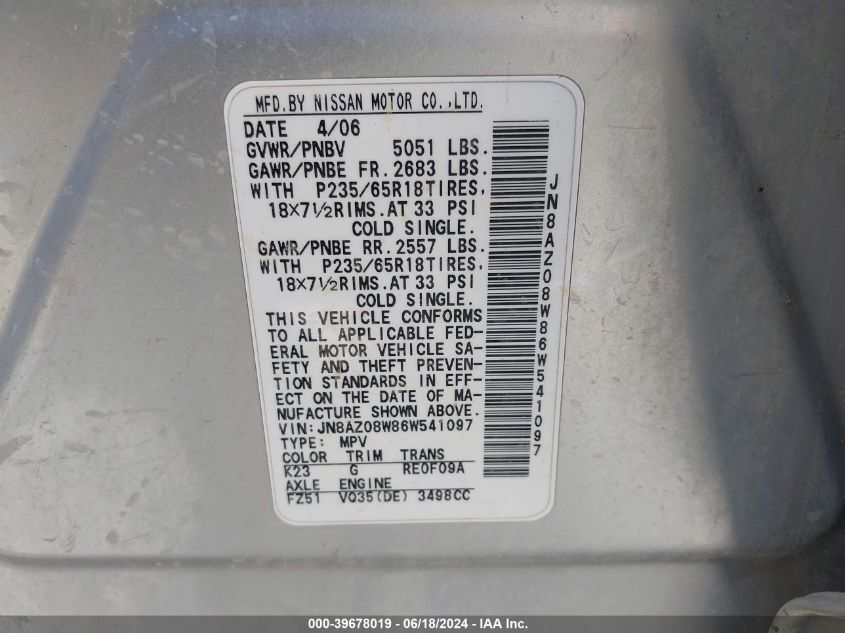 MFD.BY NISSAN MOTOR CO.,LTD.
DATE 4/06
GVWR/PNBV 5051 LBS.
GAWR/PNBE FR. 2683 LBS.
WITH P235/65R18TIRES,
18X7½RIMS.AT 33 PSI
COLD SINGLE.
GAWR/PNBE RR. 2557 LBS.
WITH P235/65R18TIRES,
18X7½RIMS.AT 33 PSI
COLD SINGLE.
THIS VEHICLE CONFORMS
TO ALL APPLICABLE FED-
ERAL MOTOR VEHICLE SA-
FETY AND THEFT PREVEN-
TION STANDARDS IN EFF-
ECT ON THE DATE OF MA-
NUFACTURE SHOWN ABOVE.
VIN:JN8AZ08W86W541097
TYPE: MPV
COLOR TRIM TRANS
K23 G RE0F09A
AXLE ENGINE
FZ51 VQ35(DE) 3498CC
JN8AZ08W86W541097
000-39678019 - 06/18/2024 - IAA Inc.